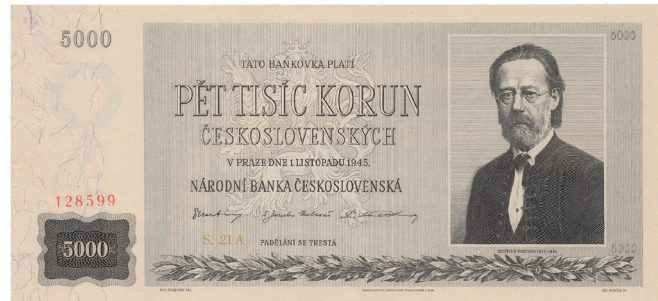 5000
5000
TATO BANKOVKA PLATÍ
PĚT TISÍC KORUN
ČESKOSLOVENSKÝCH
V PRAZE DNE 1. LISTOPADU 1945.
NÁRODNÍ BANKA ČESKOSLOVENSKÁ
128599
S. 21 A
PADĚLÁNÍ SE TRESTÁ
5000
5000